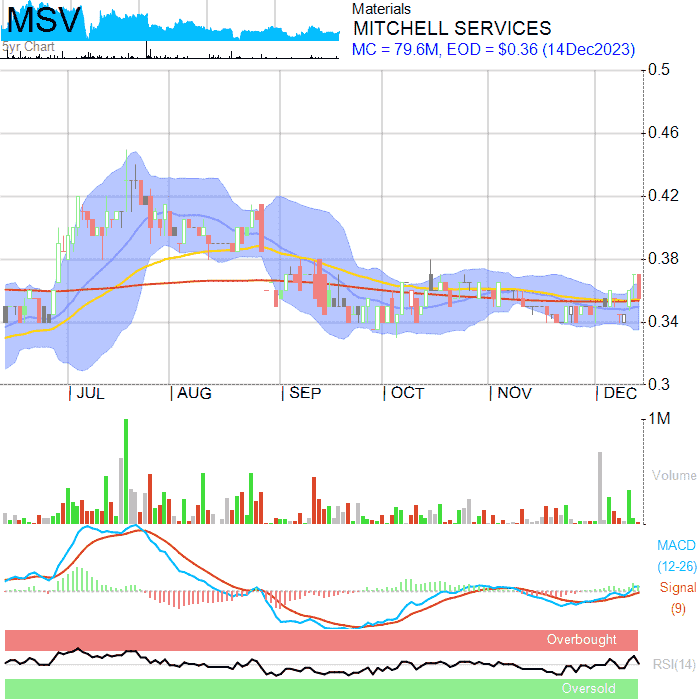 MSV
5yr Chart
Materials
MITCHELL SERVICES
MC = 79.6M, EOD = $0.36 (14Dec2023)
0.5
0.46
0.42
0.38
0.34
0.3
JUL AUG SEP OCT NOV DEC
1M
Volume
MACD
(12-26)
Signal
(9)
Overbought
RSI(14)
Oversold